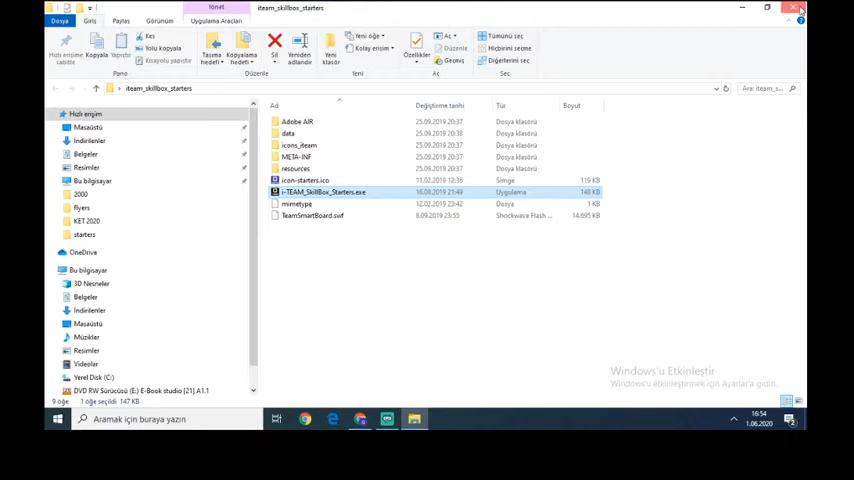 Yönet
iteam_skillbox_starters
Dosya
Giriş
Paylaş
Görünüm
Uygulama Araçları
Hızlı erişime sabitle
Kopyala
Yapıştır
Kes
Yolu kopyala
Kısayolu yapıştır
Pano
Taşıma hedefi
Kopyalama hedefi
Sil
Yeniden adlandır
Düzenle
Yeni klasör
Yeni öğe
Kolay erişim
Yeni
Özellikler
Aç
Düzenle
Geçmiş
Aç
Tümünü seç
Hiçbirini seçme
Diğerlerini seç
Seç
iteam_skillbox_starters
Ara: iteam_s...
Ad
Değiştirme tarihi
Tür
Boyut
Adobe AIR 25.09.2019 20:37 Dosya klasörü
data 25.09.2019 20:38 Dosya klasörü
icons_iteam 25.09.2019 20:37 Dosya klasörü
META-INF 25.09.2019 20:37 Dosya klasörü
resources 25.09.2019 20:37 Dosya klasörü
icon-starters.ico 11.02.2019 12:36 Simge 119 KB
i-TEAM_SkillBox_Starters.exe 16.08.2019 21:49 Uygulama 148 KB
mimetype 12.02.2019 23:42 Dosya 1 KB
TeamSmartBoard.swf 8.09.2019 23:55 Shockwave Flash ... 14.695 KB
Hızlı erişim
Masaüstü
İndirilenler
Belgeler
Resimler
Bu bilgisayar
2000
flyers
KET 2020
starters
OneDrive
Bu bilgisayar
3D Nesneler
Belgeler
İndirilenler
Masaüstü
Müzikler
Resimler
Videolar
Yerel Disk (C:)
DVD RW Sürücüsü (E:) E-Book studio [21] A1.1
Windows'u Etkinleştir
Windows'u etkinleştirmek için Ayarlar'a gidin.
9 öğe
1 öğe seçildi 147 KB
Aramak için buraya yazın
16:54
1.06.2020
2